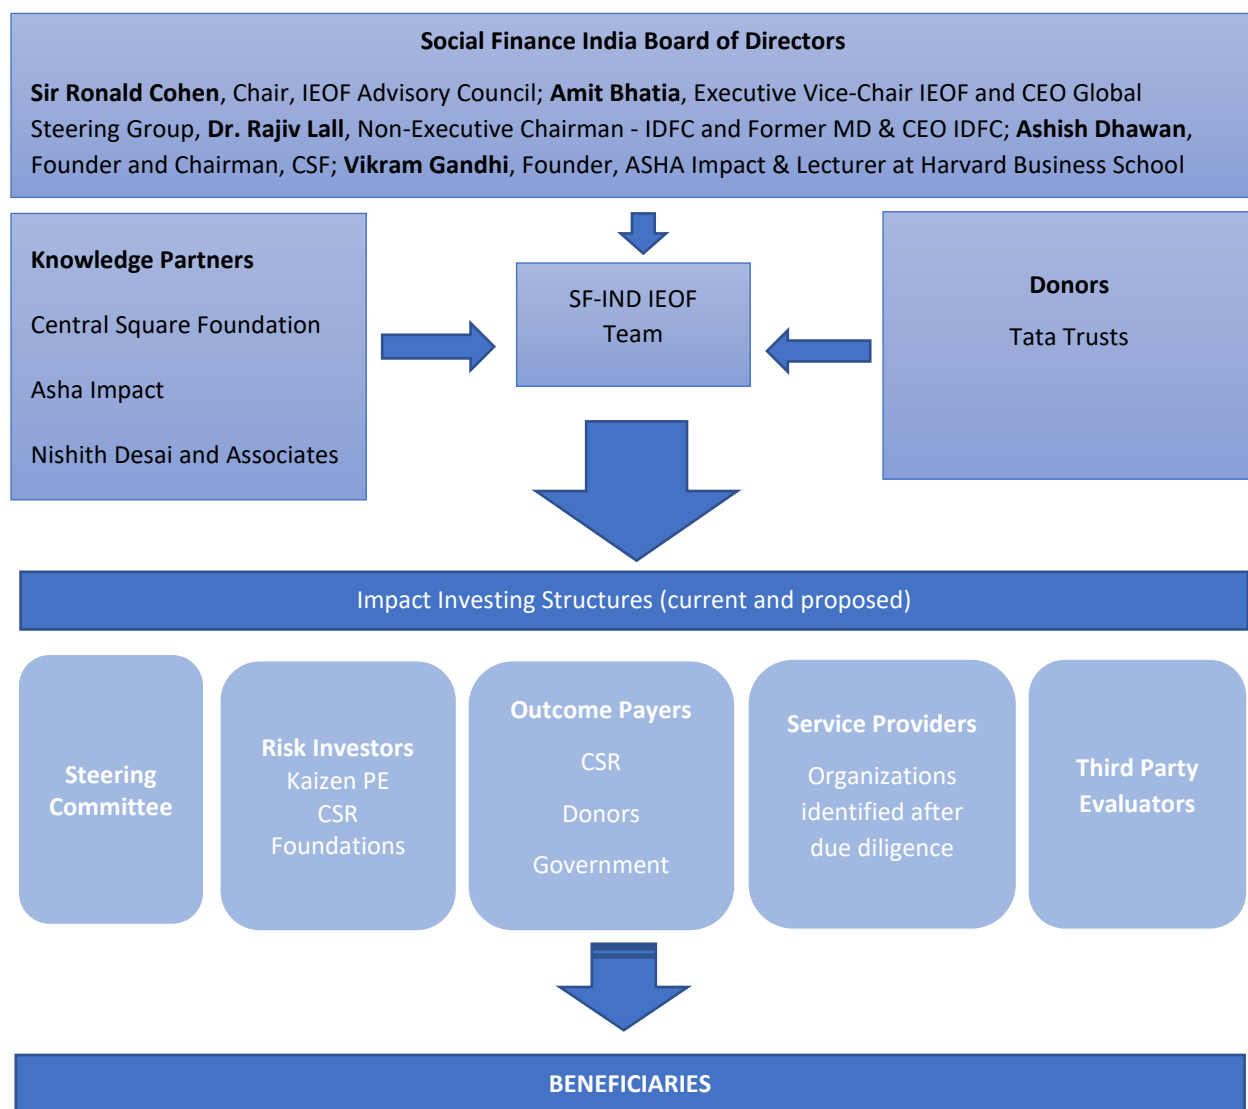 Social Finance India Board of Directors
Sir Ronald Cohen, Chair, IEOF Advisory Council; Amit Bhatia, Executive Vice-Chair IEOF and CEO Global
Steering Group, Dr. Rajiv Lall, Non-Executive Chairman - IDFC and Former MD & CEO IDFC; Ashish Dhawan,
Founder and Chairman, CSF; Vikram Gandhi, Founder, ASHA Impact & Lecturer at Harvard Business School
Knowledge Partners
Central Square Foundation
Asha Impact
Nishith Desai and Associates
SF-IND IEOF
Team
Donors
Tata Trusts
Impact Investing Structures (current and proposed)
Steering
Committee
Risk Investors
Kaizen PE
CSR
Foundations
Outcome Payers
CSR
Donors
Government
Service Providers
Organizations
identified after
due diligence
Third Party
Evaluators
BENEFICIARIES